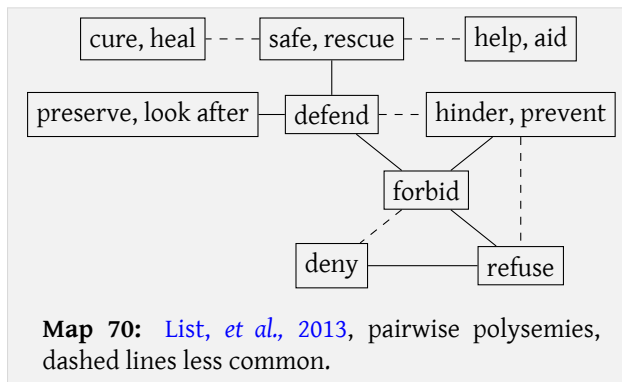 cure, heal safe, rescue help, aid
preserve, look after defend hinder, prevent
forbid
deny refuse
Map 70: List, et al., 2013, pairwise polysemies,
dashed lines less common.